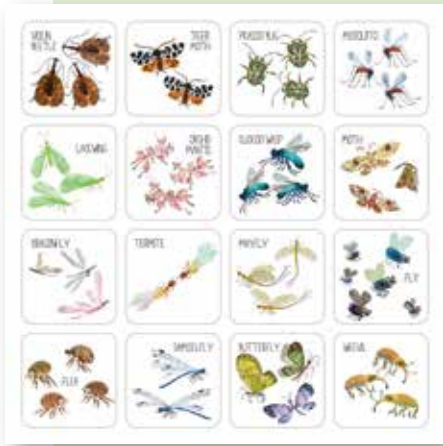 VIOLIN
BEETLE
TIGER
MOTH
MOSQUITO
LACEWING
ORCHID
MANTIS
CUCKOO WASP
MOTH
DRAGONFLY
TERMITE
MAYFLY
FLY
FLEA
DAMSELFLY
BUTTERFLY
WEEVIL